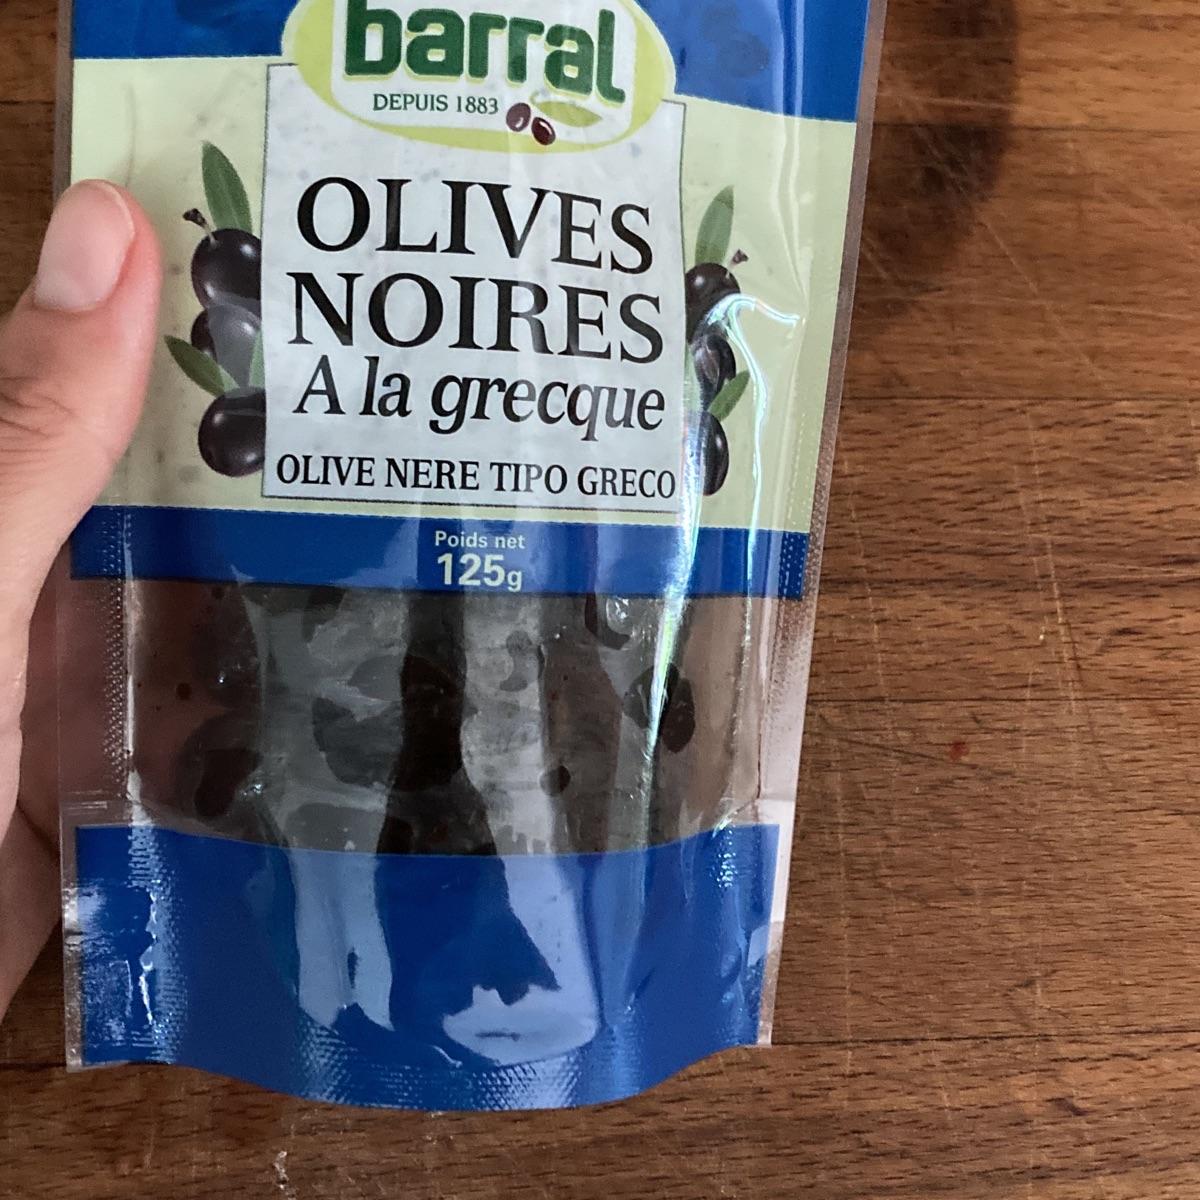 barral
DEPUIS 1883
OLIVES
NOIRES
A la grecque
OLIVE NERE TIPO GRECO
Poids net
125g